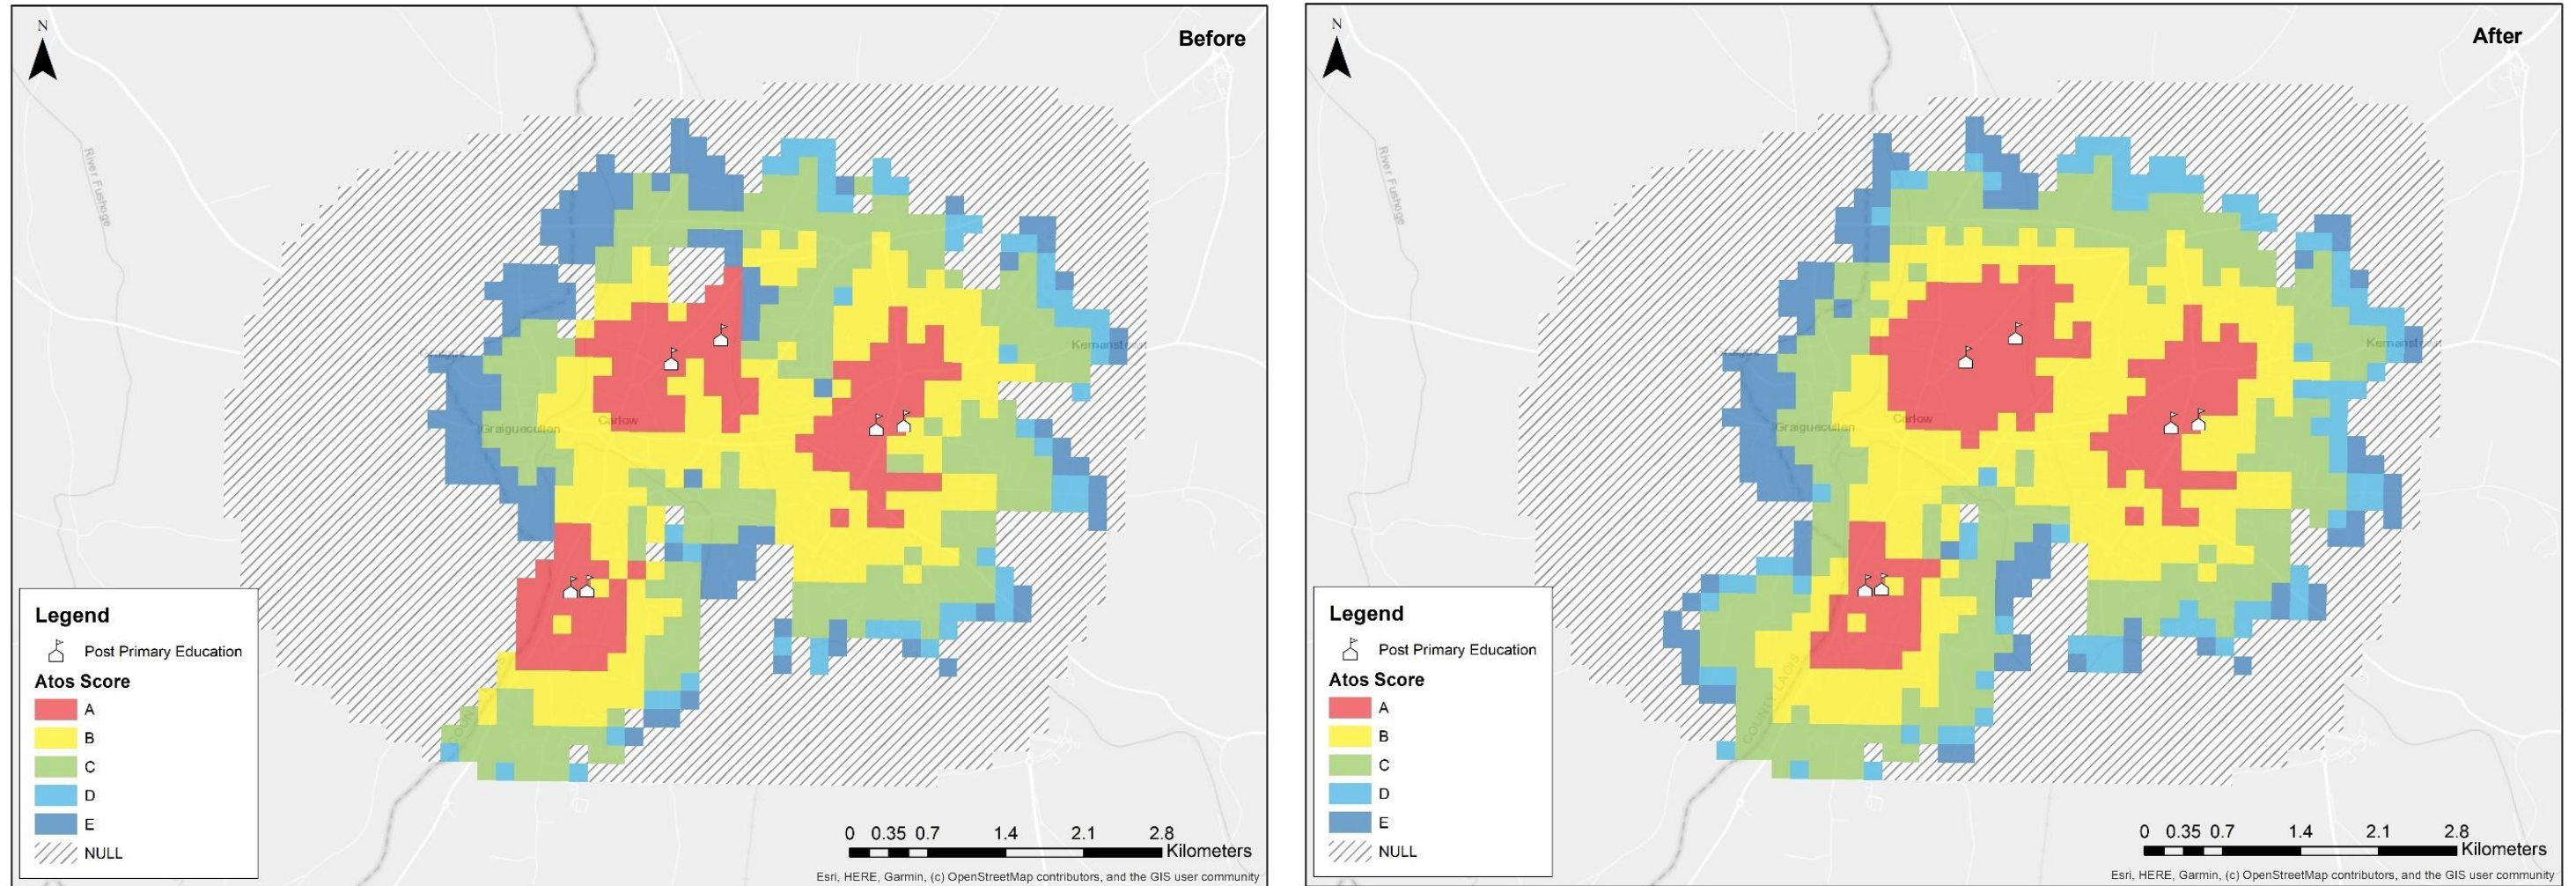 N
Before
River Fushoge
Kernanstown
Graigue
Carlow
Graiguecullen
COUN
Legend
Post Primary Education
Atos Score
A
B
C
D
E
NULL
0 0.35 0.7 1.4 2.1 2.8
Kilometers
Esri, HERE, Garmin, (c) OpenStreetMap contributors, and the GIS user community
N
After
River Fushoge
Kernanstown
Graigue
Carlow
Graiguecullen
COUNTY LAOIS
Legend
Post Primary Education
Atos Score
A
B
C
D
E
NULL
0 0.35 0.7 1.4 2.1 2.8
Kilometers
Esri, HERE, Garmin, (c) OpenStreetMap contributors, and the GIS user community